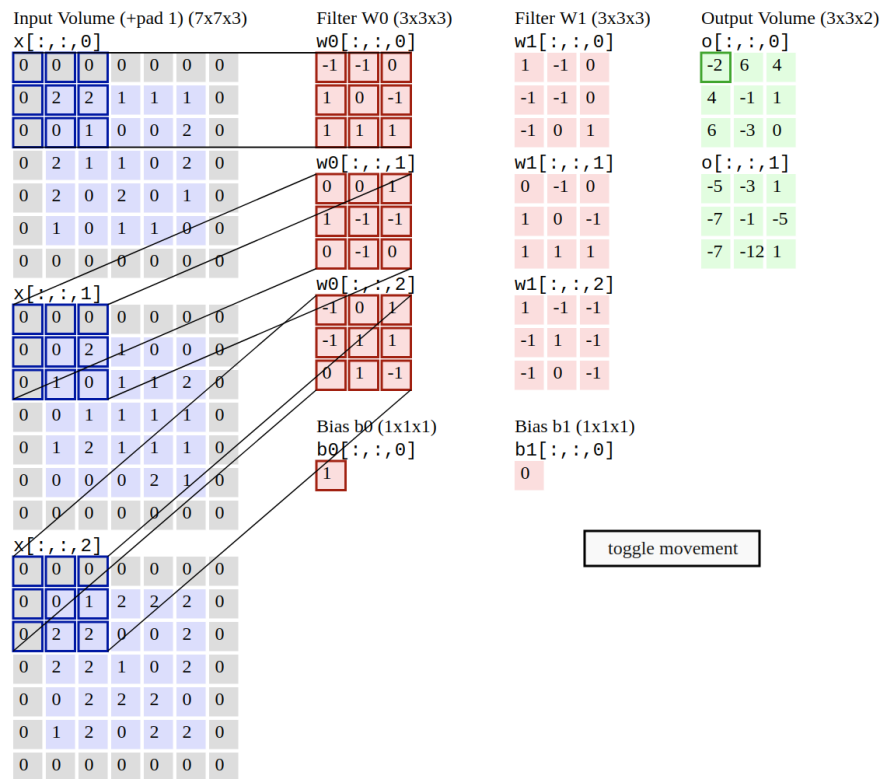 Input Volume (+pad 1) (7x7x3)
x[:,:,0]
0 0 0 0 0 0 0
0 2 2 1 1 1 0
0 0 1 0 0 2 0
0 2 1 1 0 2 0
0 2 0 2 0 1 0
0 1 0 1 1 0 0
0 0 0 0 0 0 0
x[:,:,1]
0 0 0 0 0 0 0
0 0 2 1 0 0 0
0 1 0 1 1 2 0
0 0 1 1 1 1 0
0 1 2 1 1 1 0
0 0 0 0 2 1 0
0 0 0 0 0 0 0
x[:,:,2]
0 0 0 0 0 0 0
0 0 1 2 2 2 0
0 2 2 0 0 2 0
0 2 2 1 0 2 0
0 0 2 2 2 0 0
0 1 2 0 2 2 0
0 0 0 0 0 0 0
Filter W0 (3x3x3)
w0[:,:,0]
-1 -1 0
1 0 -1
1 1 1
w0[:,:,1]
0 0 1
1 -1 -1
0 -1 0
w0[:,:,2]
-1 0 1
-1 1 1
0 1 -1
Bias b0 (1x1x1)
b0[:,:,0]
1
Filter W1 (3x3x3)
w1[:,:,0]
1 -1 0
-1 -1 0
-1 0 1
w1[:,:,1]
0 -1 0
1 0 -1
1 1 1
w1[:,:,2]
1 -1 -1
-1 1 -1
-1 0 -1
Bias b1 (1x1x1)
b1[:,:,0]
0
Output Volume (3x3x2)
o[:,:,0]
-2 6 4
4 -1 1
6 -3 0
o[:,:,1]
-5 -3 1
-7 -1 -5
-7 -12 1
toggle movement